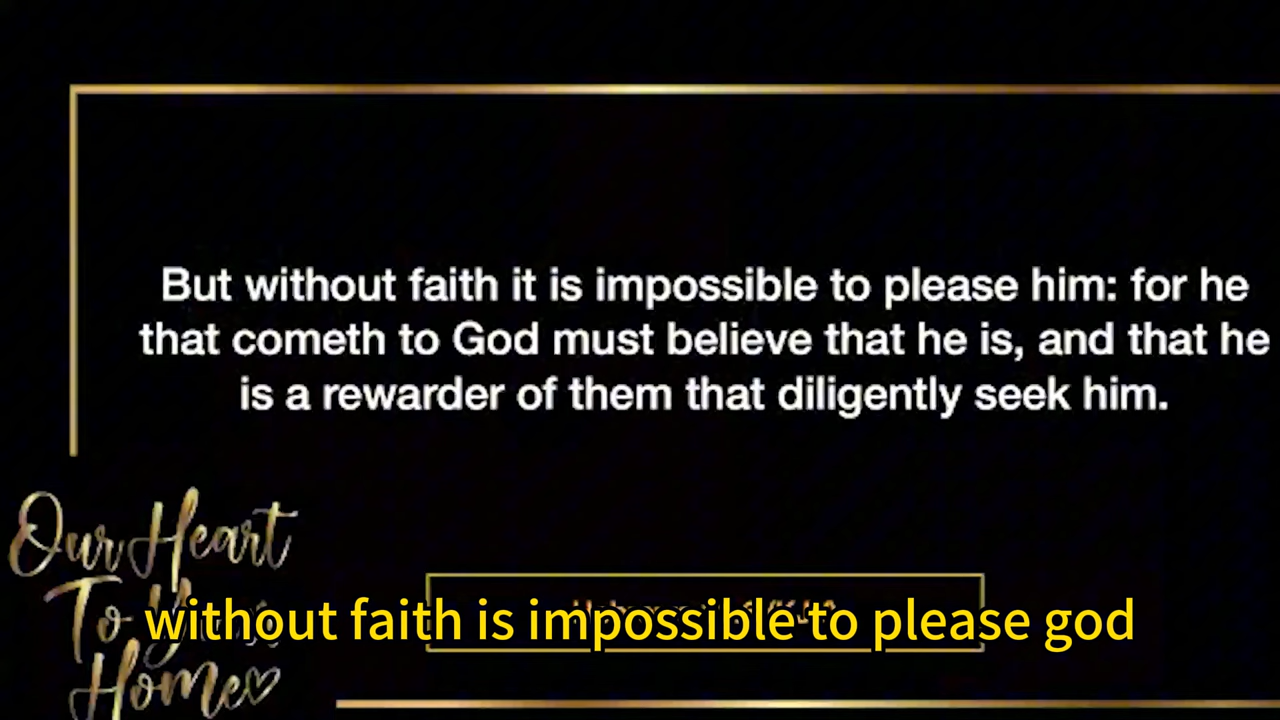 But without faith it is impossible to please him: for he
that cometh to God must believe that he is, and that he
is a rewarder of them that diligently seek him.
Our Heart
To
Home
without faith is impossible to please god